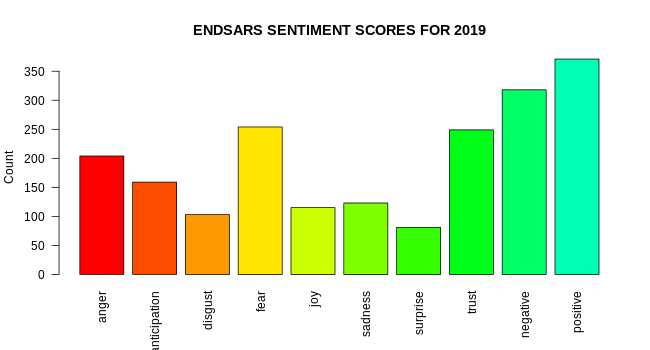 ENDSARS SENTIMENT SCORES FOR 2019
Count
350
300
250
200
150
100
50
0
anger
nticipation
disgust
fear
joy
sadness
surprise
trust
negative
positive